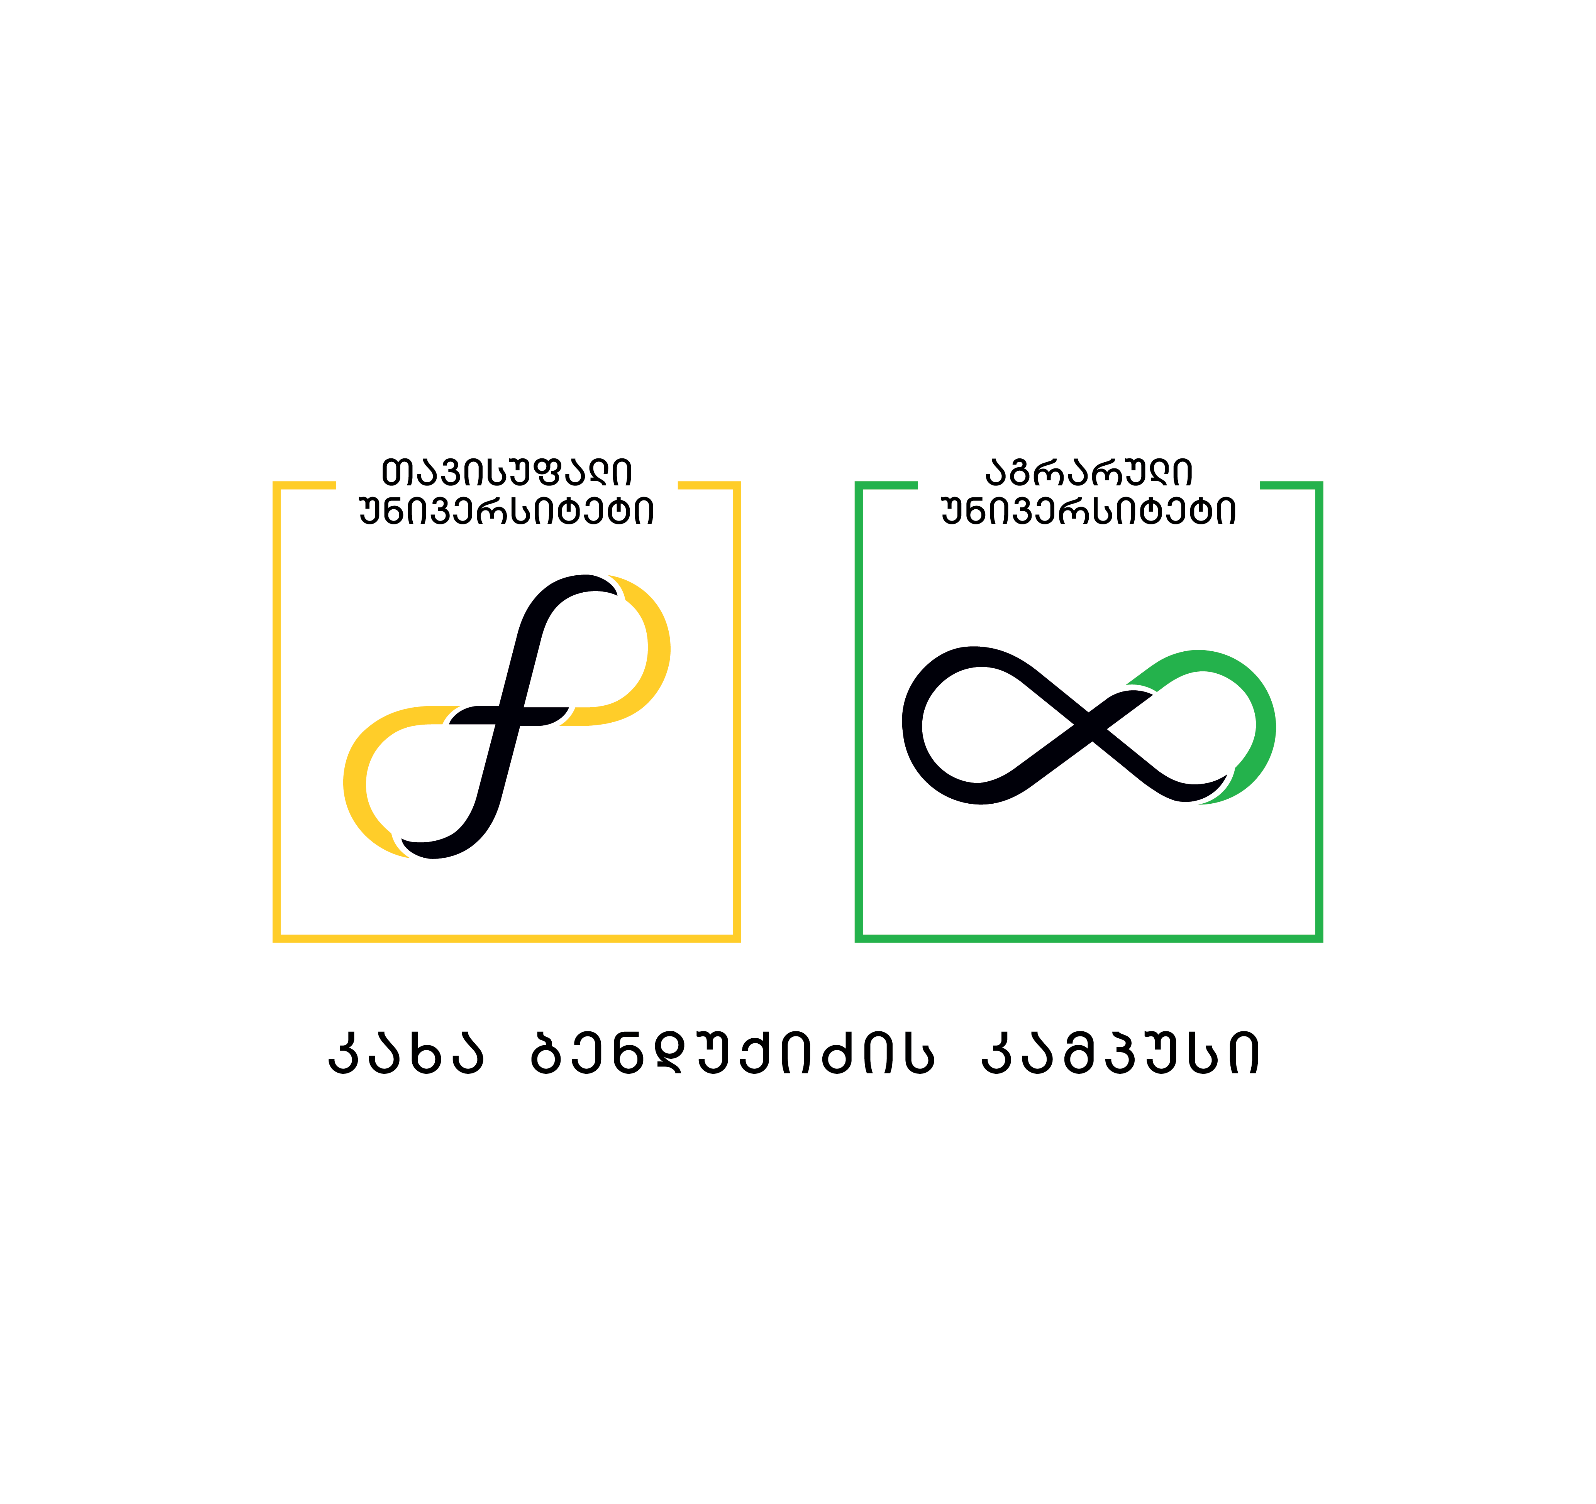 თავისუფალი
უნივერსიტეტი
აგრარული
უნივერსიტეტი
კახა ბენდუქიძის კამპუსი